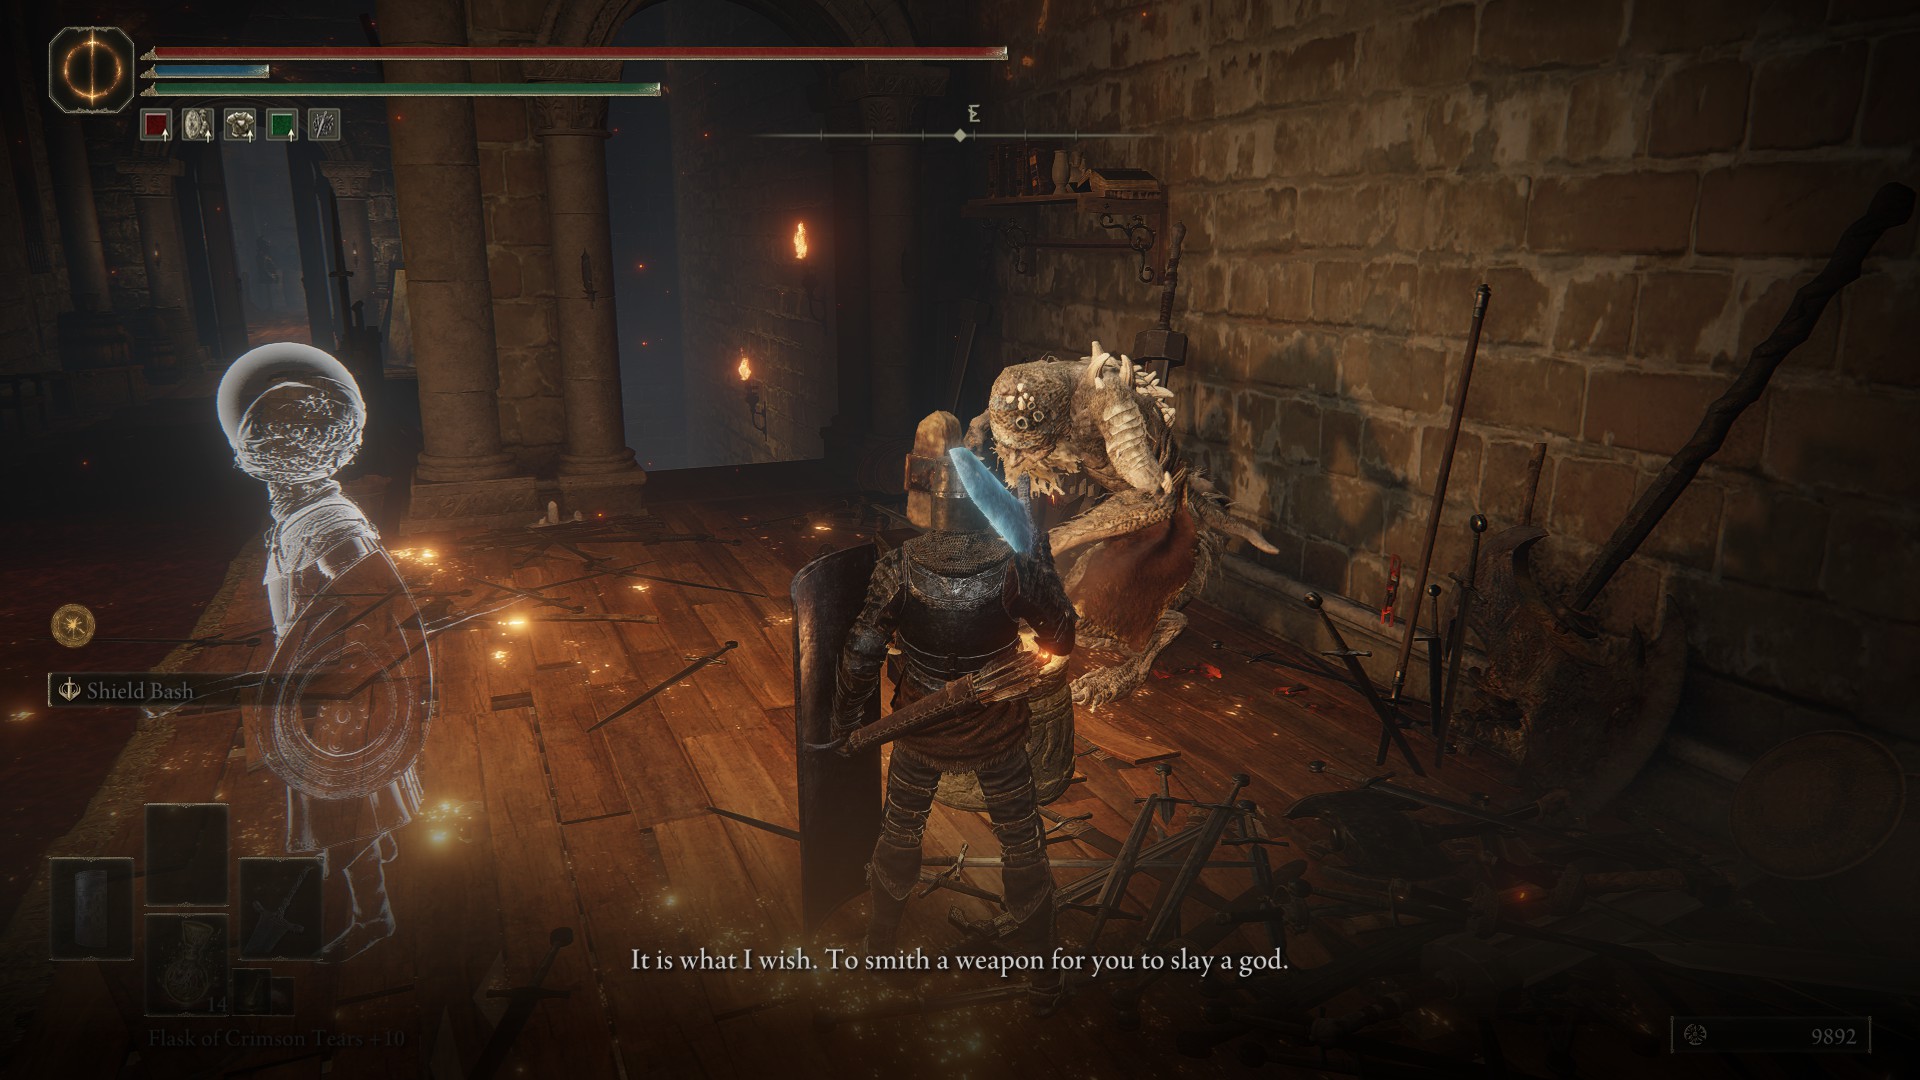 E
Shield Bash
14
Flask of Crimson Tears +10
It is what I wish. To smith a weapon for you to slay a god.
9892